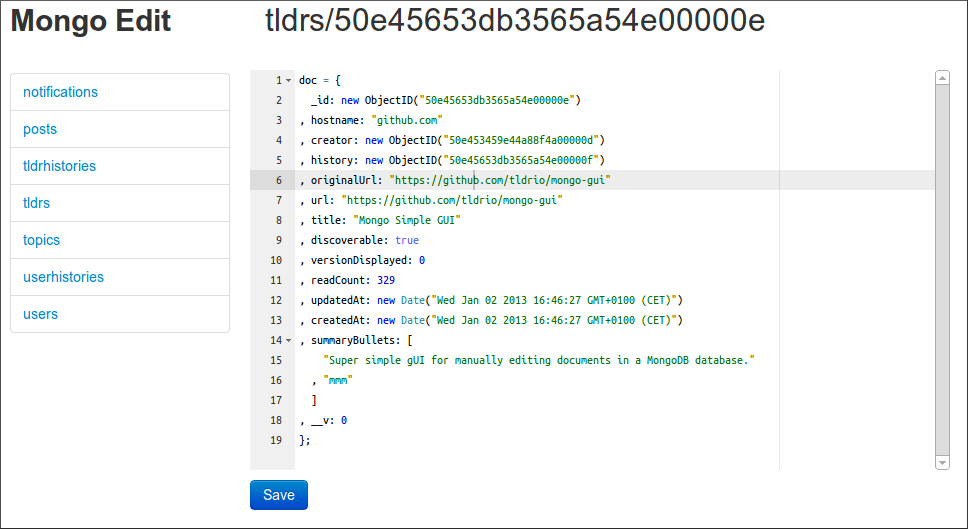 Mongo Edit
tldrs/50e45653db3565a54e00000e
notifications
posts
tldrhistories
tldrs
topics
userhistories
users
1 doc = {
2 _id: new ObjectID("50e45653db3565a54e00000e")
3 , hostname: "github.com"
4 , creator: new ObjectID("50e453459e44a88f4a00000d")
5 , history: new ObjectID("50e45653db3565a54e00000f")
6 , originalUrl: "https://github.com/tldrio/mongo-gui"
7 , url: "https://github.com/tldrio/mongo-gui"
8 , title: "Mongo Simple GUI"
9 , discoverable: true
10 , versionDisplayed: 0
11 , readCount: 329
12 , updatedAt: new Date("Wed Jan 02 2013 16:46:27 GMT+0100 (CET)")
13 , createdAt: new Date("Wed Jan 02 2013 16:46:27 GMT+0100 (CET)")
14 , summaryBullets: [
15 "Super simple gUI for manually editing documents in a MongoDB database."
16 , "mmm"
17 ]
18 , __v: 0
19 };
Save